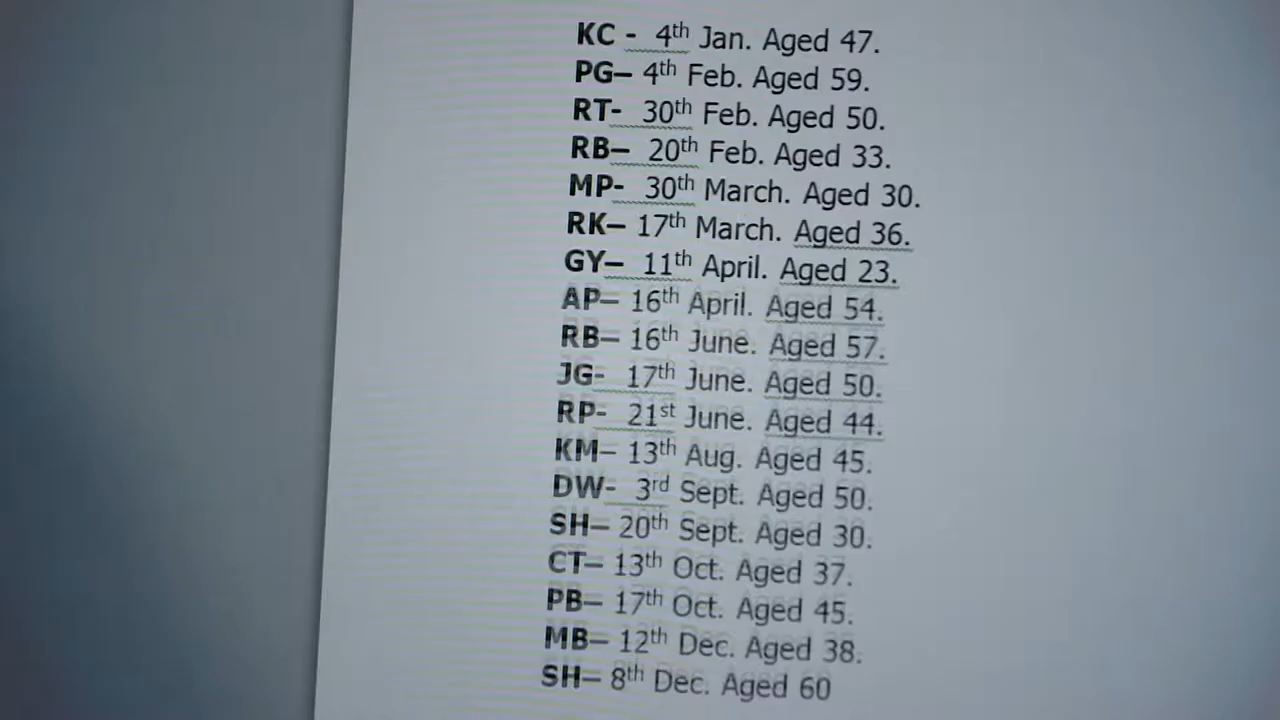 KC - 4th Jan. Aged 47.
PG– 4th Feb. Aged 59.
RT- 30th Feb. Aged 50.
RB– 20th Feb. Aged 33.
MP- 30th March. Aged 30.
RK– 17th March. Aged 36.
GY– 11th April. Aged 23.
AP– 16th April. Aged 54.
RB– 16th June. Aged 57.
JG- 17th June. Aged 50.
RP- 21st June. Aged 44.
KM– 13th Aug. Aged 45.
DW- 3rd Sept. Aged 50.
SH– 20th Sept. Aged 30.
CT– 13th Oct. Aged 37.
PB– 17th Oct. Aged 45.
MB– 12th Dec. Aged 38.
SH– 8th Dec. Aged 60